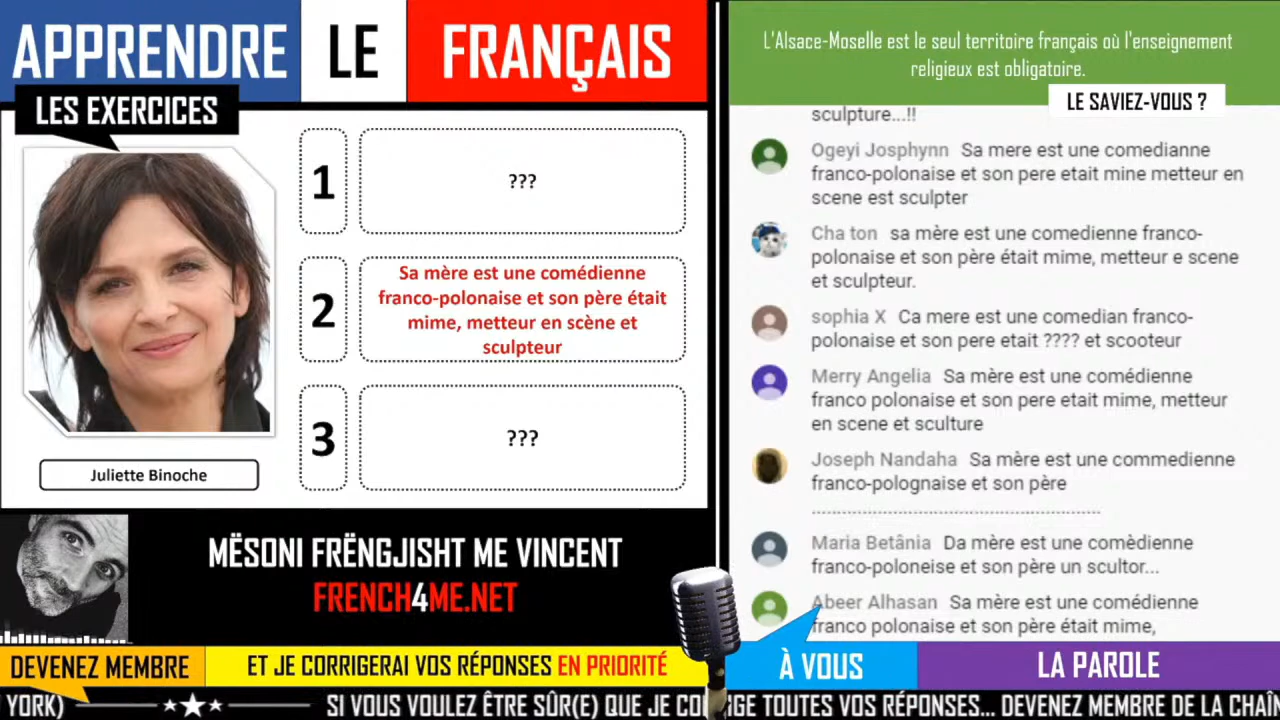 APPRENDRE LE FRANÇAIS
LES EXERCICES
1
???
2
Sa mère est une comédienne
franco-polonaise et son père était
mime, metteur en scène et
sculpteur
3
???
Juliette Binoche
MËSONI FRËNGJISHT ME VINCENT
FRENCH4ME.NET
DEVENEZ MEMBRE
ET JE CORRIGERAI VOS RÉPONSES EN PRIORITÉ
L'Alsace-Moselle est le seul territoire français où l'enseignement
religieux est obligatoire.
LE SAVIEZ-VOUS ?
sculpture...!!
Ogeyi Josphynn Sa mere est une comedianne
franco-polonaise et son pere etait mine metteur en
scene est sculpter
Cha ton sa mère est une comedienne franco-
polonaise et son père était mime, metteur e scene
et sculpteur.
sophia X Ca mere est une comedian franco-
polonaise et son pere etait ???? et scooteur
Merry Angelia Sa mère est une comédienne
franco polonaise et son pere etait mime, metteur
en scene et sculture
Joseph Nandaha Sa mère est une commedienne
franco-polognaise et son père
................................................................
Maria Betânia Da mère est une comèdienne
franco-poloneise et son père un scultor...
Abeer Alhasan Sa mère est une comédienne
franco polonaise et son père était mime,
À VOUS
LA PAROLE
YORK) SI VOUS VOULEZ ÊTRE SÛR(E) QUE JE CO IGE TOUTES VOS RÉPONSES... DEVENEZ MEMBRE DE LA CHAÎN